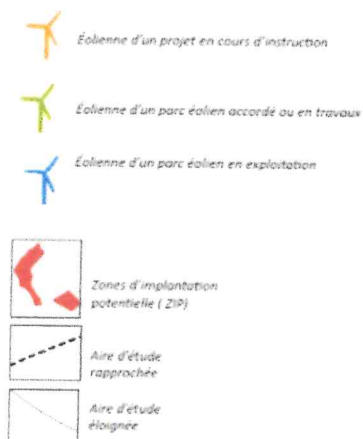 Éolienne d'un projet en cours d'instruction
Éolienne d'un parc éolien accordé ou en travaux
Éolienne d'un parc éolien en exploitation
Zones d'implantation
potentielle ( ZIP)
Aire d'étude
rapprochée
Aire d'étude
éloignée